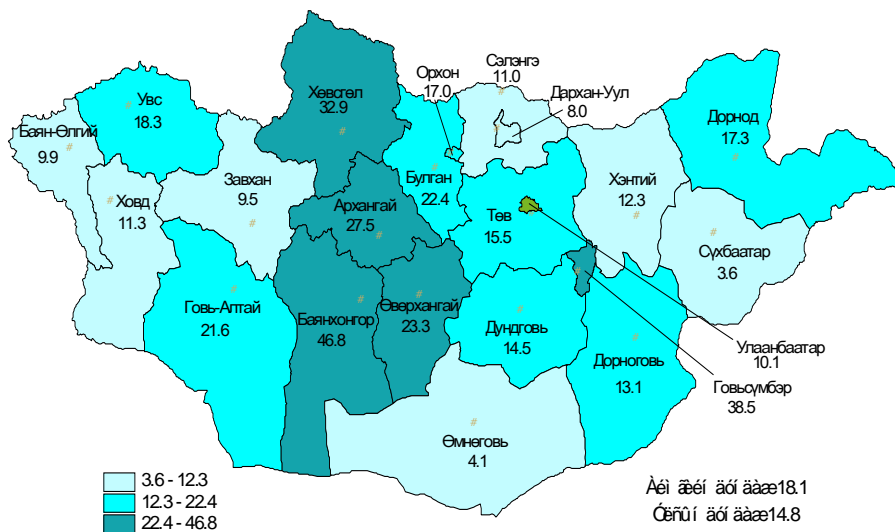 Сэлэнгэ
11.0
Орхон
17.0
Дархан-Уул
8.0
Хөвсгөл
32.9
Увс
18.3
Баян-Өлгий
9.9
Дорнод
17.3
Завхан
9.5
Булган
22.4
Хэнтий
12.3
Ховд
11.3
Архангай
27.5
Төв
15.5
Сүхбаатар
3.6
Говь-Алтай
21.6
Баянхонгор
46.8
Өверхангай
23.3
Дундговь
14.5
Улаанбаатар
10.1
Дорноговь
13.1
Говьсүмбэр
38.5
Өмнөговь
4.1
3.6 - 12.3
12.3 - 22.4
22.4 - 46.8
Àéì ãèéí äóí äàæ18.1
Óëñûí äóí äàæ14.8